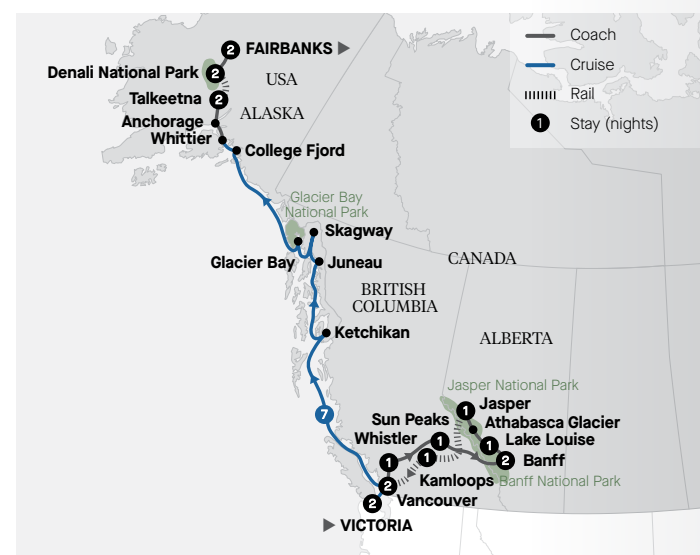 2 FAIRBANKS
Denali National Park 2
USA
Talkeetna 2
ALASKA
Anchorage
Whittier
College Fjord
Coach
Cruise
Rail
1 Stay (nights)
Glacier Bay
National Park
Skagway
Glacier Bay
Juneau
CANADA
BRITISH
COLUMBIA
Ketchikan
ALBERTA
Jasper National Park
7
1 Jasper
Sun Peaks
Athabasca Glacier
Whistler
1
1 Lake Louise
1
1
2 Banff
Kamloops
Banff National Park
2
Vancouver
2
VICTORIA